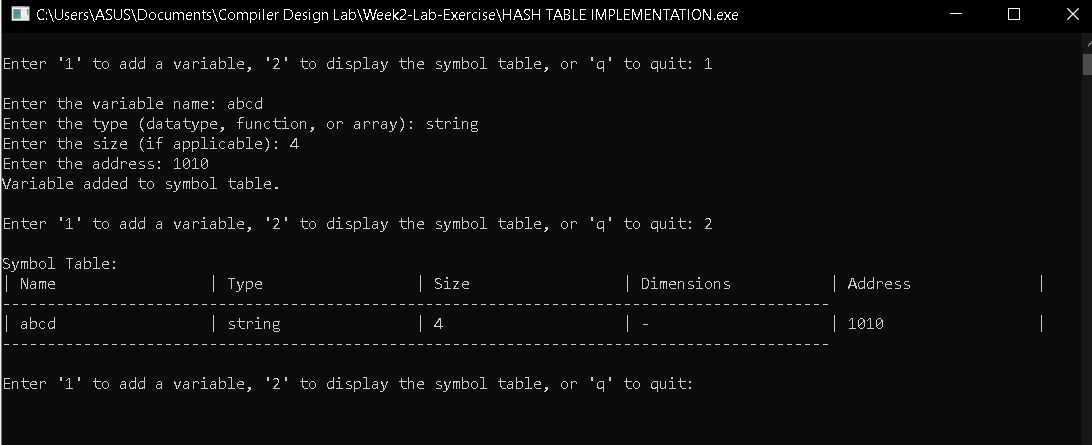 C:\Users\ASUS\Documents\Compiler Design Lab\Week2-Lab-Exercise\HASH TABLE IMPLEMENTATION.exe
Enter '1' to add a variable, '2' to display the symbol table, or 'q' to quit: 1
Enter the variable name: abcd
Enter the type (datatype, function, or array): string
Enter the size (if applicable): 4
Enter the address: 1010
Variable added to symbol table.
Enter '1' to add a variable, '2' to display the symbol table, or 'q' to quit: 2
Symbol Table:
| Name                 | Type                 | Size                 | Dimensions           | Address              |
--------------------------------------------------------------------------------------------
| abcd                 | string               | 4                    | -                    | 1010                 |
--------------------------------------------------------------------------------------------
Enter '1' to add a variable, '2' to display the symbol table, or 'q' to quit: